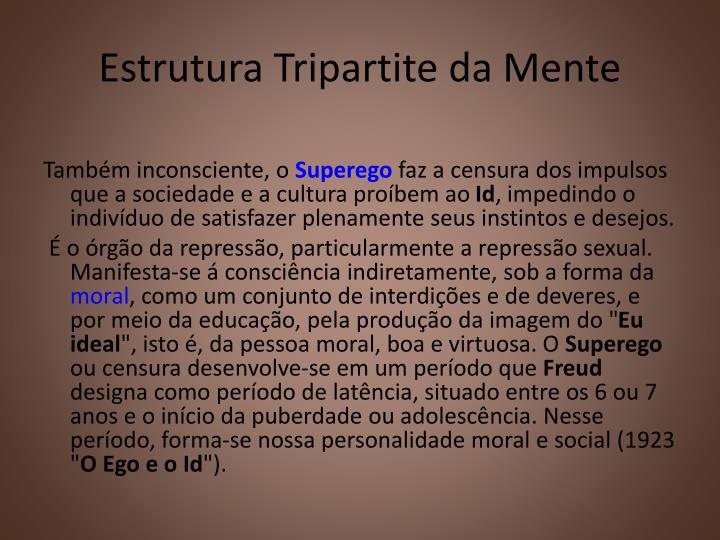 Estrutura Tripartite da Mente
Também inconsciente, o Superego faz a censura dos impulsos
que a sociedade e a cultura proíbem ao Id, impedindo o
indivíduo de satisfazer plenamente seus instintos e desejos.
É o órgão da repressão, particularmente a repressão sexual.
Manifesta-se á consciência indiretamente, sob a forma da
moral, como um conjunto de interdições e de deveres, e
por meio da educação, pela produção da imagem do "Eu
ideal", isto é, da pessoa moral, boa e virtuosa. O Superego
ou censura desenvolve-se em um período que Freud
designa como período de latência, situado entre os 6 ou 7
anos e o início da puberdade ou adolescência. Nesse
período, forma-se nossa personalidade moral e social (1923
"O Ego e o Id").